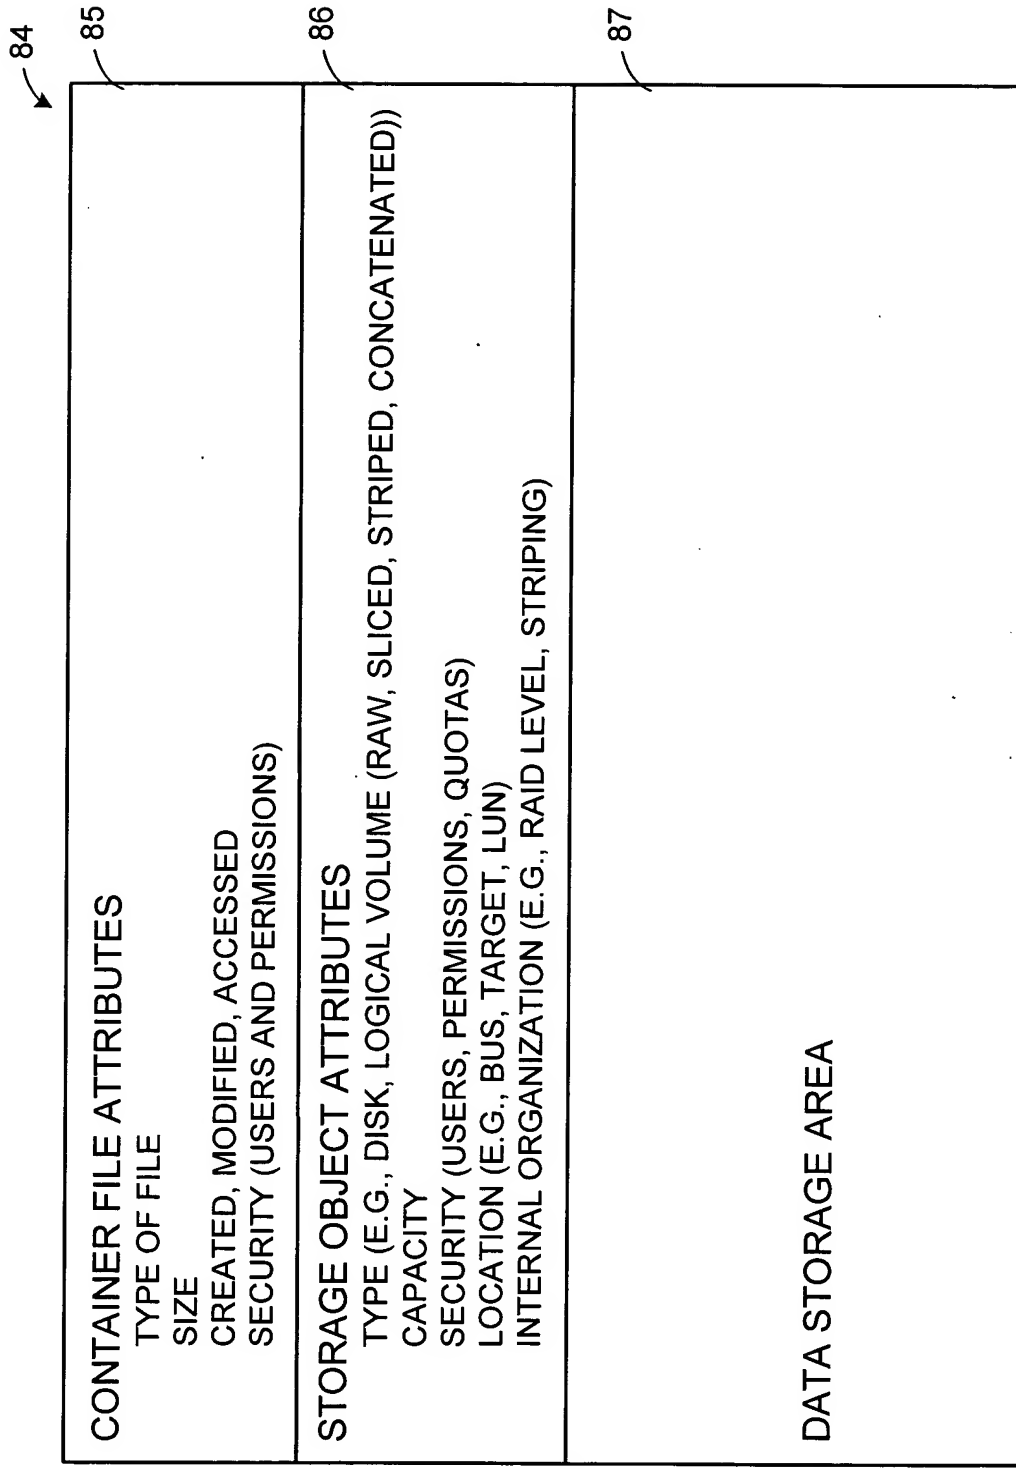 84
85
CONTAINER FILE ATTRIBUTES
TYPE OF FILE
SIZE
CREATED, MODIFIED, ACCESSED
SECURITY (USERS AND PERMISSIONS)
86
STORAGE OBJECT ATTRIBUTES
TYPE (E.G., DISK, LOGICAL VOLUME (RAW, SLICED, STRIPED, CONCATENATED))
CAPACITY
SECURITY (USERS, PERMISSIONS, QUOTAS)
LOCATION (E.G., BUS, TARGET, LUN)
INTERNAL ORGANIZATION (E.G., RAID LEVEL, STRIPING)
87
DATA STORAGE AREA